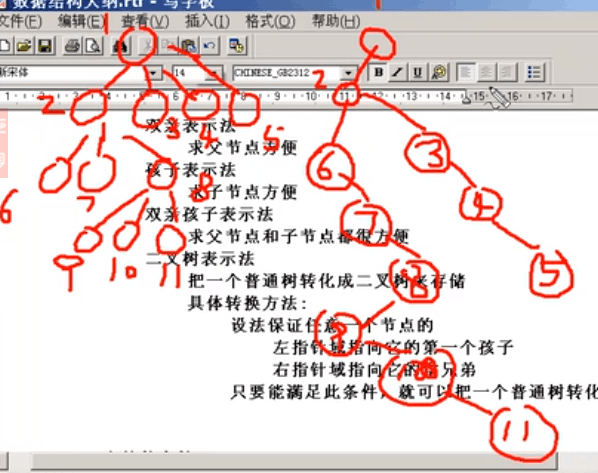 数据结构大纲.rtf - 写字板
文件(F) 编辑(E) 查看(V) 插入(I) 格式(O) 帮助(H)
新宋体 14 CHINESE_GB2312 B I U
1 2 3 4 5 6 7 8 9 10 11 12 13 14 15 16 17
双亲表示法
求父节点方便
孩子表示法
求子节点方便
双亲孩子表示法
求父节点和子节点都很方便
二叉树表示法
把一个普通树转化成二叉树来存储
具体转换方法:
设法保证任意一个节点的
左指针域指向它的第一个孩子
右指针域指向它的兄弟
只要能满足此条件,就可以把一个普通树转化
1
2 3 4 5
6 7 8
9 10 11
1
2
6 3
7 4
8 5
9
10
11